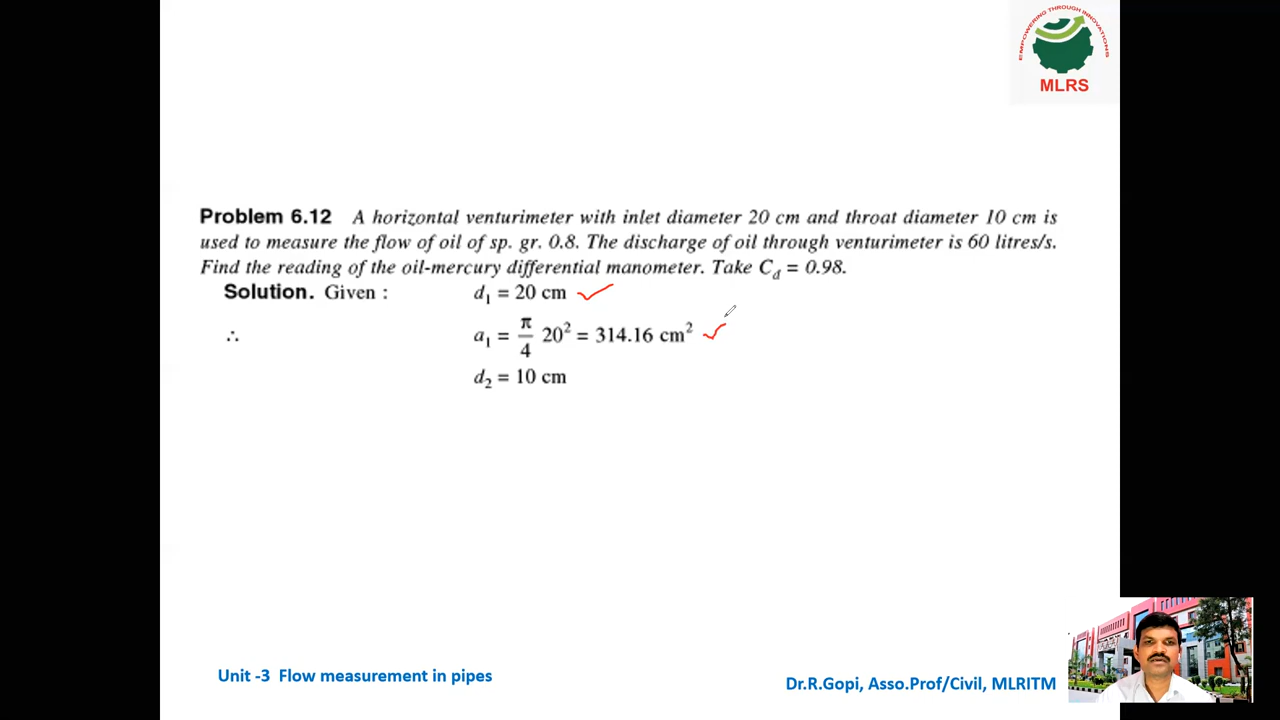 EMPOWERING THROUGH INNOVATIONS
MLRS
Problem 6.12 A horizontal venturimeter with inlet diameter 20 cm and throat diameter 10 cm is
used to measure the flow of oil of sp. gr. 0.8. The discharge of oil through venturimeter is 60 litres/s.
Find the reading of the oil-mercury differential manometer. Take C_d = 0.98.
Solution. Given : d₁ = 20 cm
∴ a₁ = π/4 20² = 314.16 cm²
d₂ = 10 cm
Unit -3 Flow measurement in pipes
Dr.R.Gopi, Asso.Prof/Civil, MLRITM